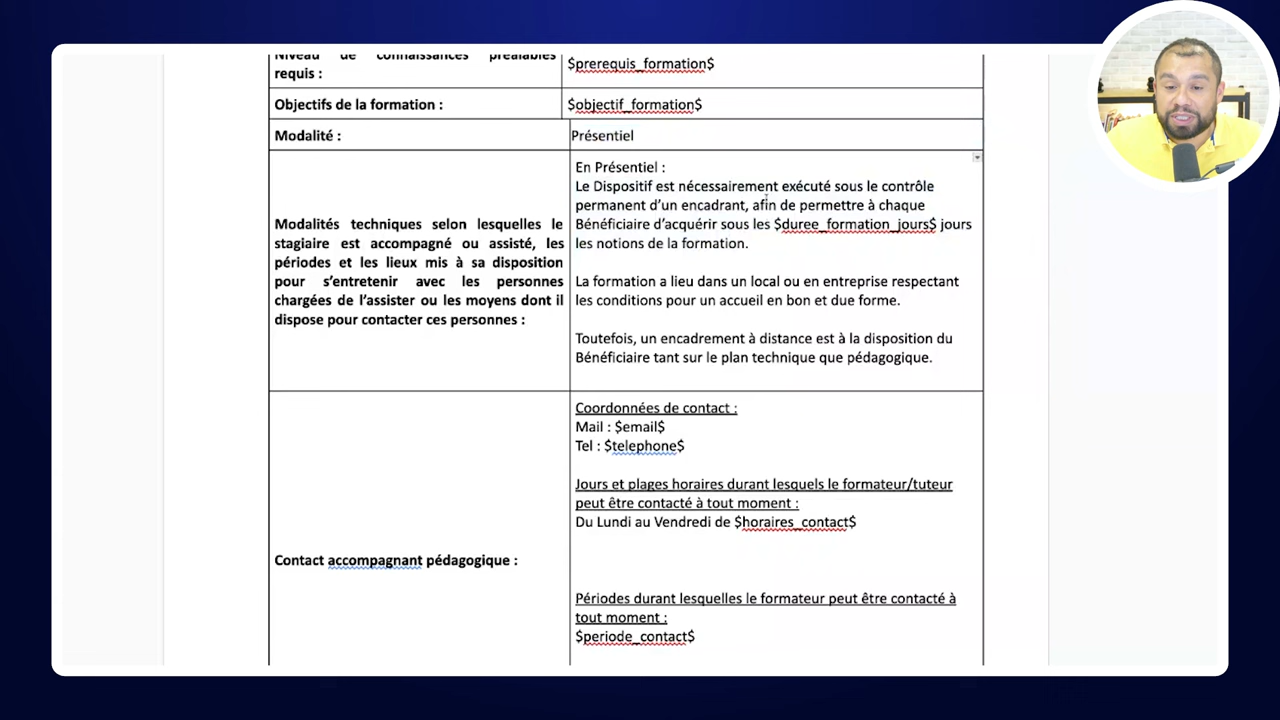 Niveau de connaissances préalables
requis :
$prerequis_formation$
Objectifs de la formation :
$objectif_formation$
Modalité :
Présentiel
Modalités techniques selon lesquelles le
stagiaire est accompagné ou assisté, les
périodes et les lieux mis à sa disposition
pour s’entretenir avec les personnes
chargées de l’assister ou les moyens dont il
dispose pour contacter ces personnes :
En Présentiel :
Le Dispositif est nécessairement exécuté sous le contrôle
permanent d’un encadrant, afin de permettre à chaque
Bénéficiaire d’acquérir sous les $duree_formation_jours$ jours
les notions de la formation.
La formation a lieu dans un local ou en entreprise respectant
les conditions pour un accueil en bon et due forme.
Toutefois, un encadrement à distance est à la disposition du
Bénéficiaire tant sur le plan technique que pédagogique.
Contact accompagnant pédagogique :
Coordonnées de contact :
Mail : $email$
Tel : $telephone$
Jours et plages horaires durant lesquels le formateur/tuteur
peut être contacté à tout moment :
Du Lundi au Vendredi de $horaires_contact$
Périodes durant lesquelles le formateur peut être contacté à
tout moment :
$periode_contact$